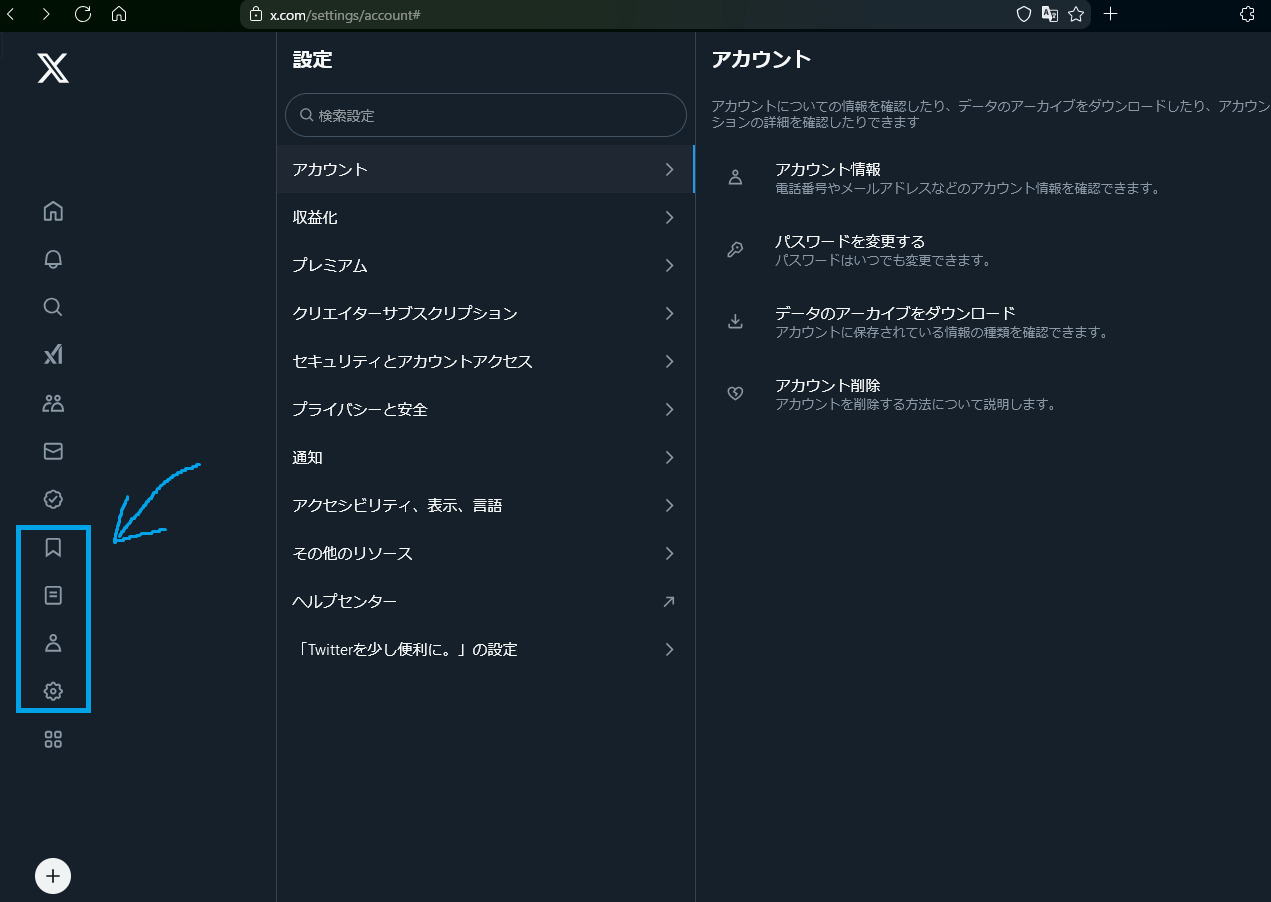 x.com/settings/account#
設定
検索設定
アカウント
収益化
プレミアム
クリエイターサブスクリプション
セキュリティとアカウントアクセス
プライバシーと安全
通知
アクセシビリティ、表示、言語
その他のリソース
ヘルプセンター
「Twitterを少し便利に。」の設定
アカウント
アカウントについての情報を確認したり、データのアーカイブをダウンロードしたり、アカウン
ションの詳細を確認したりできます
アカウント情報
電話番号やメールアドレスなどのアカウント情報を確認できます。
パスワードを変更する
パスワードはいつでも変更できます。
データのアーカイブをダウンロード
アカウントに保存されている情報の種類を確認できます。
アカウント削除
アカウントを削除する方法について説明します。